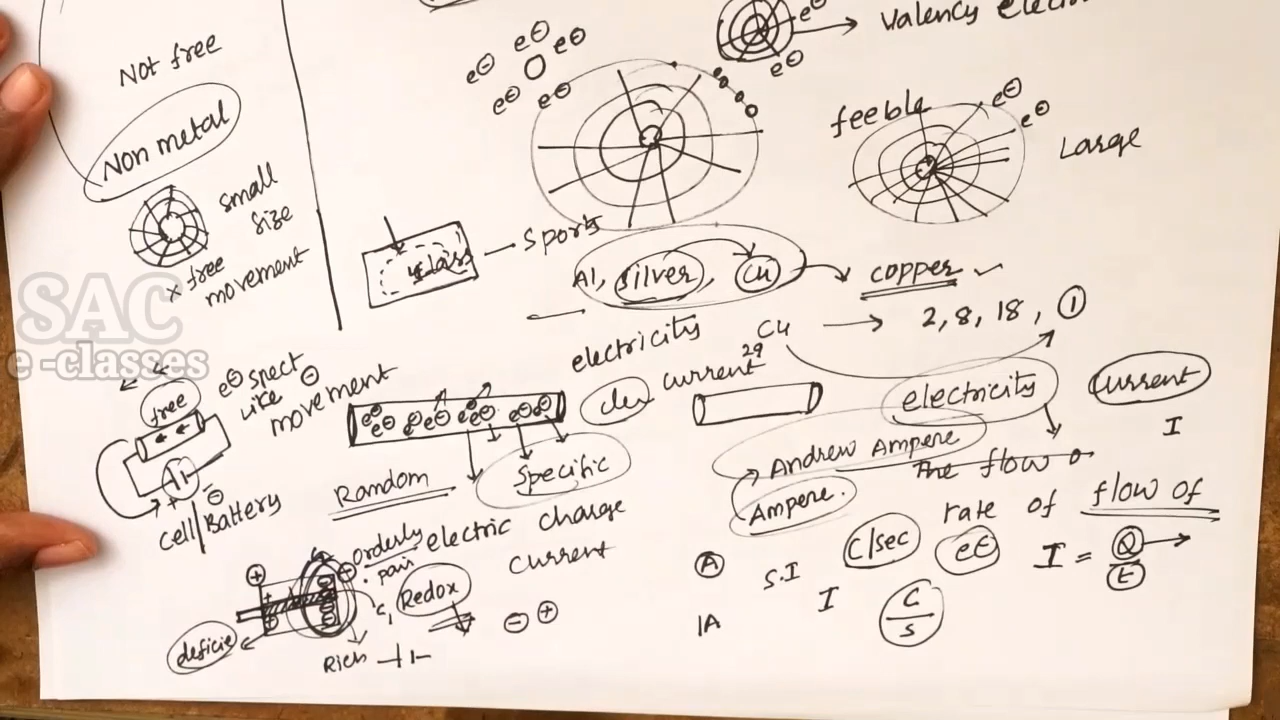 Not free
Non metal
small
size
x free
movement
SAC
e-classes
e⊖ e⊖ e⊖
e⊖ e⊖ e⊖
e⊖
e⊖
Valency
feeble
e⊖
e⊖
Large
class — Sports
Al, silver, Cu → copper ✓
2, 8, 18, 1
electricity
Cu
29
current
electricity
current
I
e⊖ spect
like ⊖
movement
free
cell/Battery
Random
Specific
Andrew Ampere
Ampere.
The flow o
rate of flow of
electric charge
current
orderly
pair
Redox
⊖ ⊕
deficie
Rich
A
S.I
C/sec
I = Q/t
I
C/s
1A